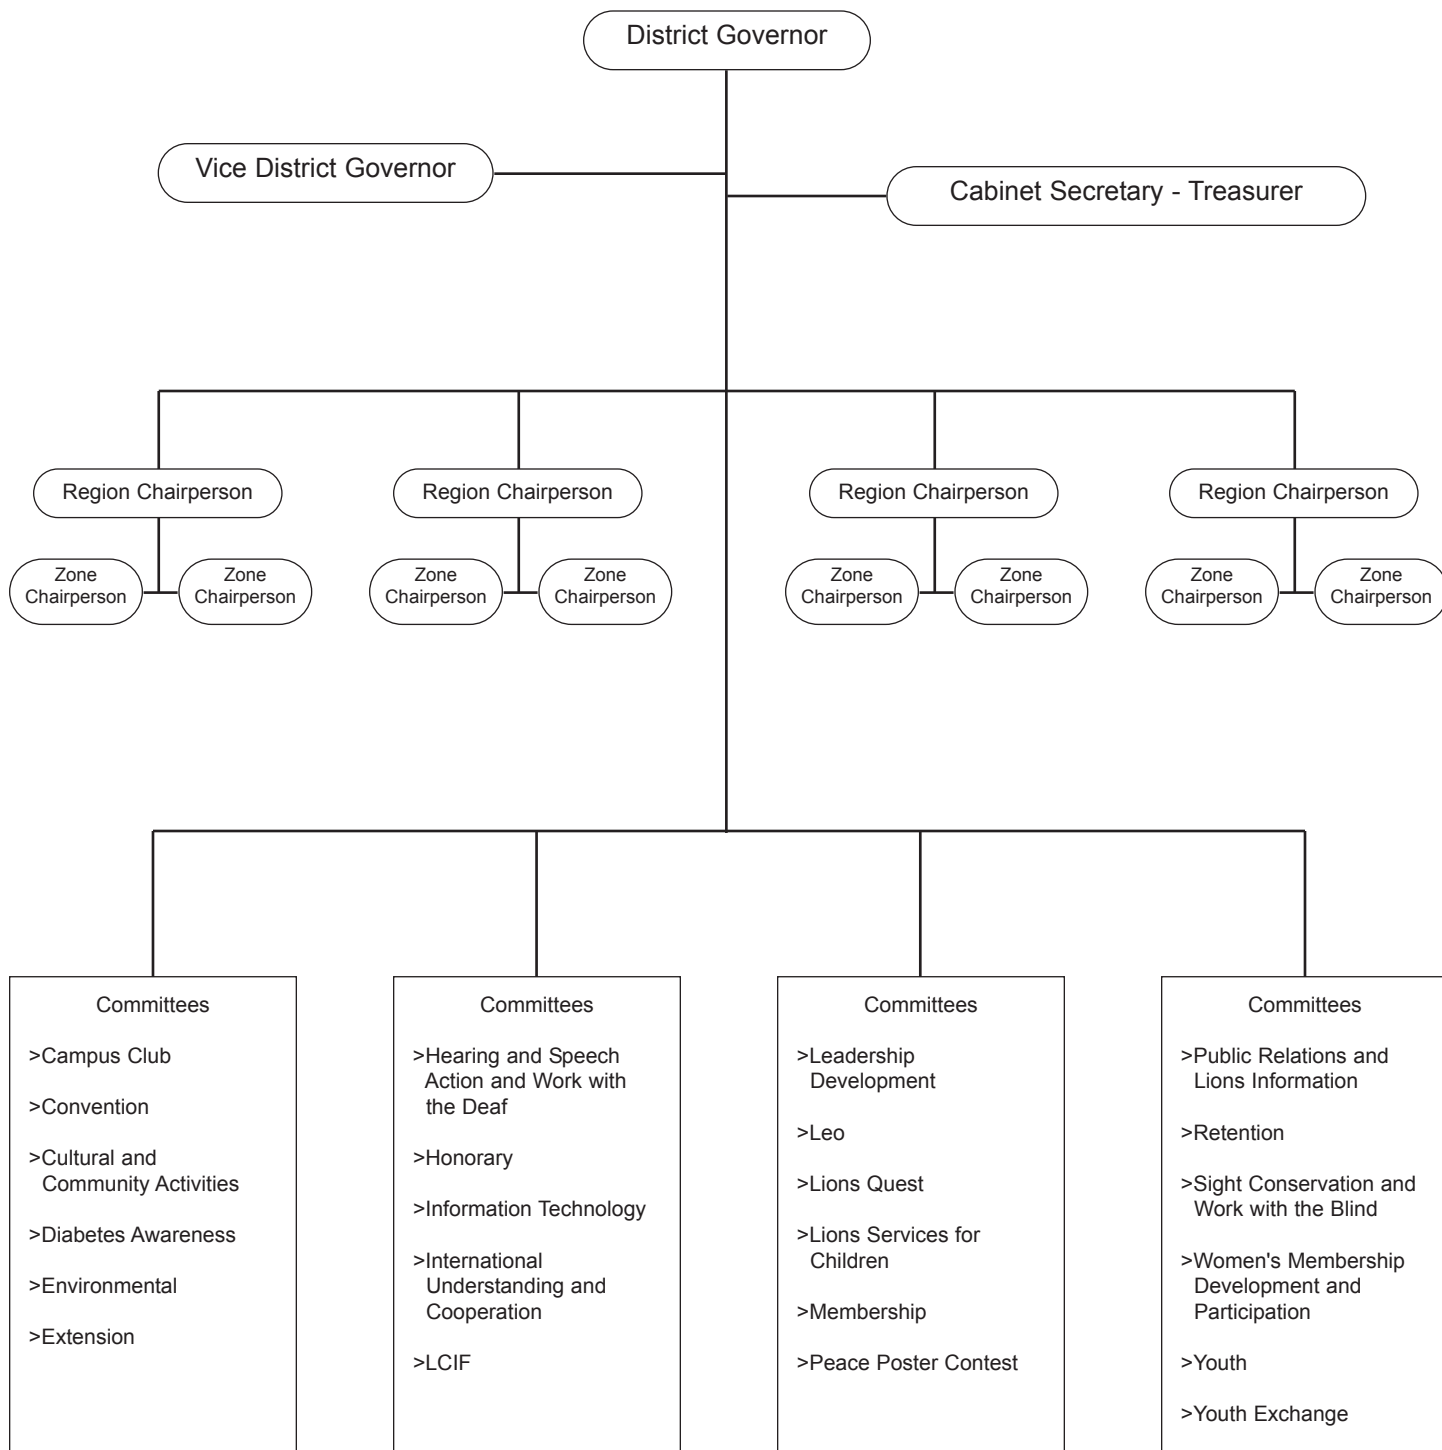 District Governor
Vice District Governor
Cabinet Secretary - Treasurer
Region Chairperson
Region Chairperson
Region Chairperson
Region Chairperson
Zone
Chairperson
Zone
Chairperson
Zone
Chairperson
Zone
Chairperson
Zone
Chairperson
Zone
Chairperson
Zone
Chairperson
Zone
Chairperson
Committees
>Campus Club
>Convention
>Cultural and
Community Activities
>Diabetes Awareness
>Environmental
>Extension
Committees
>Hearing and Speech
Action and Work with
the Deaf
>Honorary
>Information Technology
>International
Understanding and
Cooperation
>LCIF
Committees
>Leadership
Development
>Leo
>Lions Quest
>Lions Services for
Children
>Membership
>Peace Poster Contest
Committees
>Public Relations and
Lions Information
>Retention
>Sight Conservation and
Work with the Blind
>Women's Membership
Development and
Participation
>Youth
>Youth Exchange